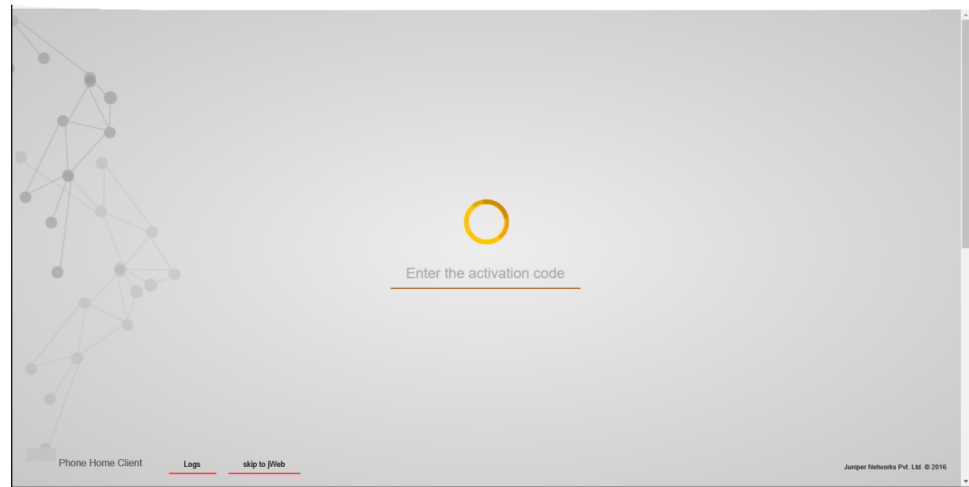 Enter the activation code
Phone Home Client Logs skip to jWeb Juniper Networks Pvt. Ltd. © 2016